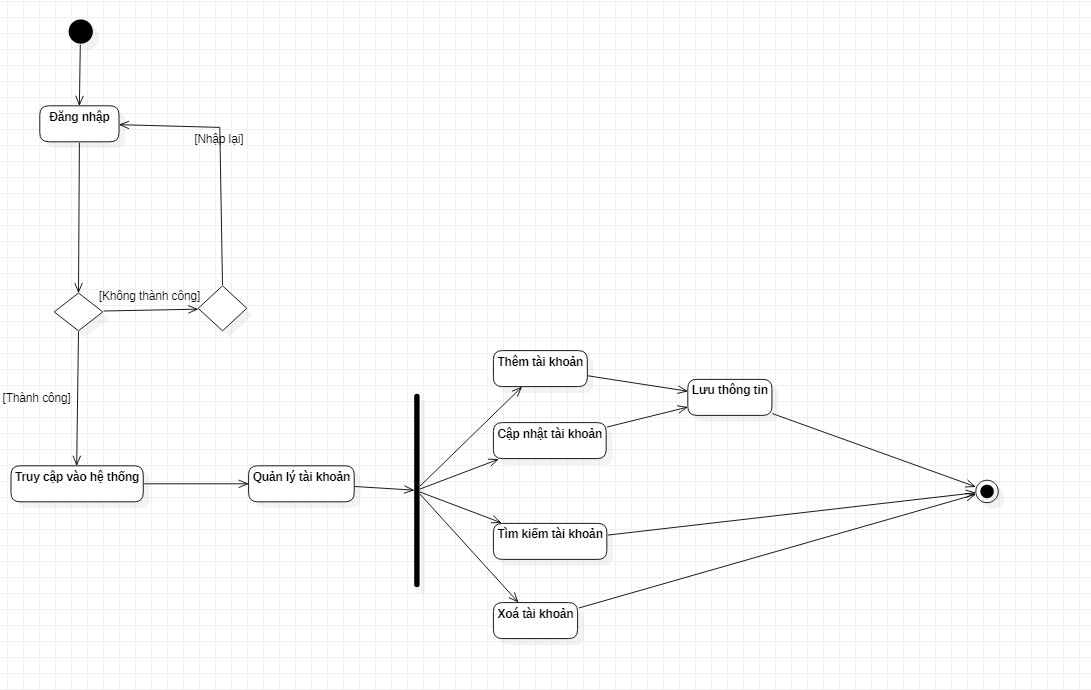 Đăng nhập
[Nhập lại]
[Không thành công]
[Thành công]
Truy cập vào hệ thống
Quản lý tài khoản
Thêm tài khoản
Lưu thông tin
Cập nhật tài khoản
Tìm kiếm tài khoản
Xoá tài khoản